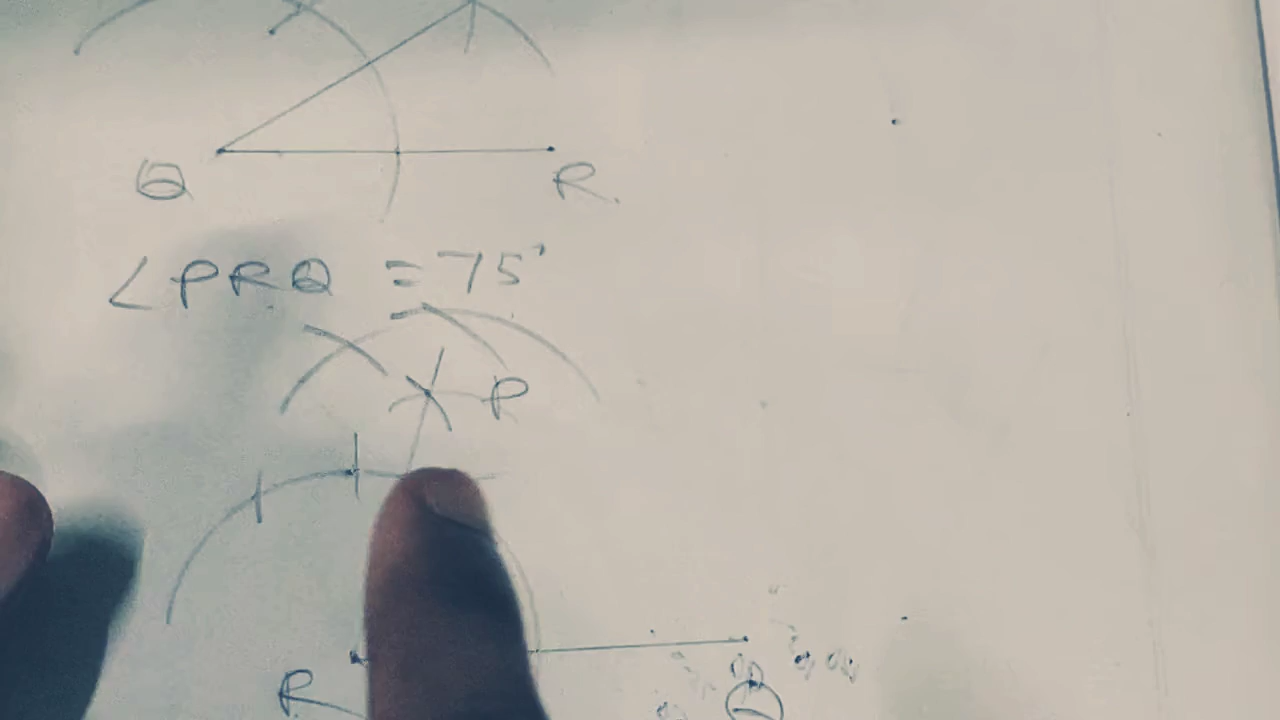 Q R.
∠PRQ = 75°
P
R
Q